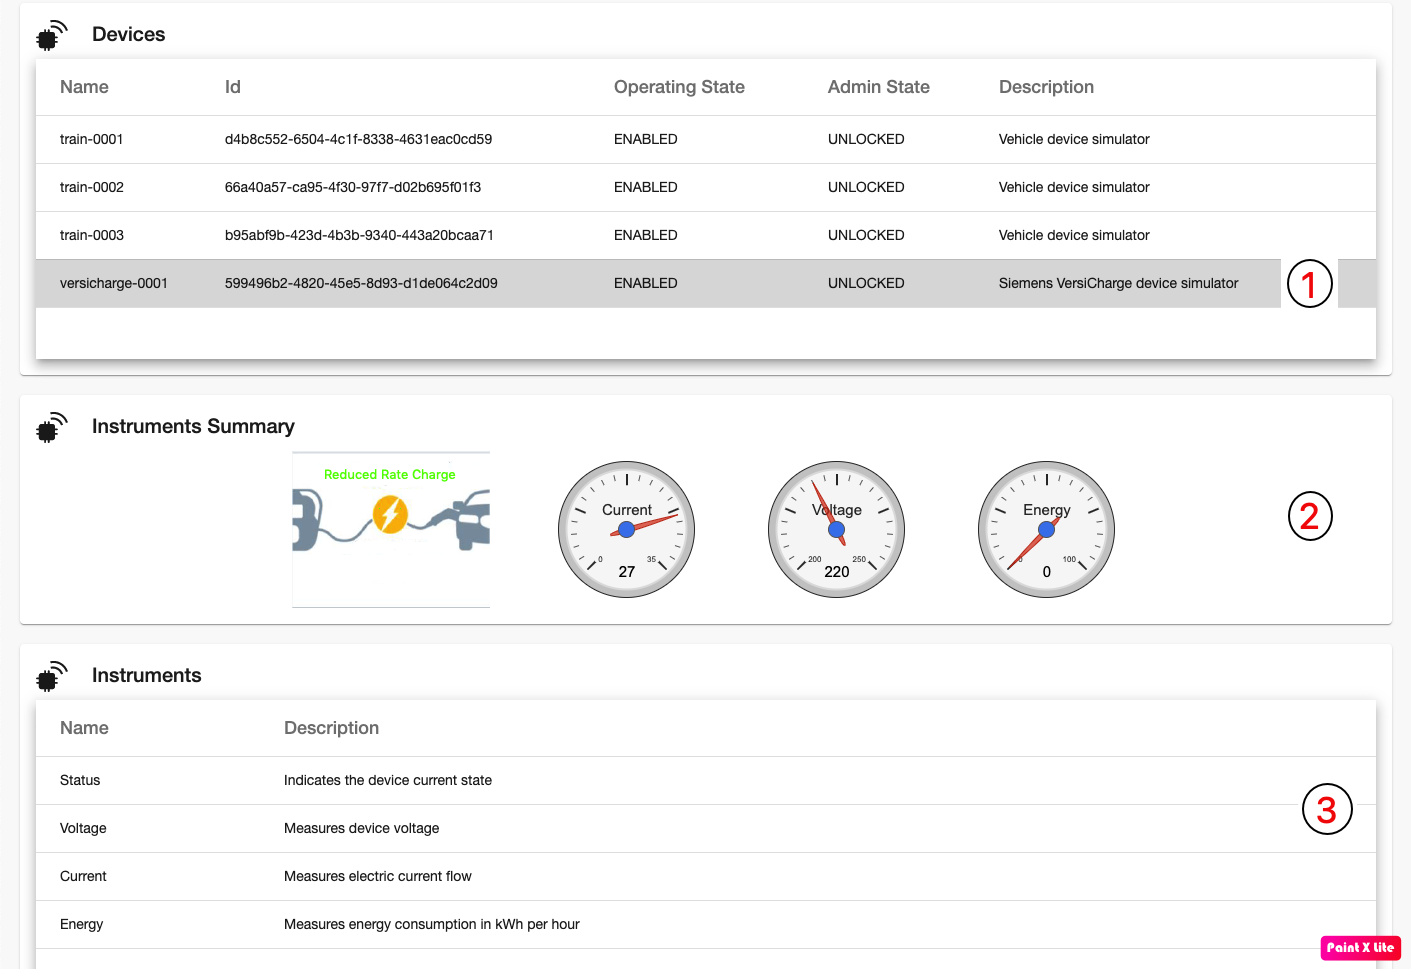 Devices
Name Id Operating State Admin State Description
train-0001 d4b8c552-6504-4c1f-8338-4631eac0cd59 ENABLED UNLOCKED Vehicle device simulator
train-0002 66a40a57-ca95-4f30-97f7-d02b695f01f3 ENABLED UNLOCKED Vehicle device simulator
train-0003 b95abf9b-423d-4b3b-9340-443a20bcaa71 ENABLED UNLOCKED Vehicle device simulator
versicharge-0001 599496b2-4820-45e5-8d93-d1de064c2d09 ENABLED UNLOCKED Siemens VersiCharge device simulator 1
Instruments Summary
Reduced Rate Charge
Current Voltage Energy
2
0 35 200 250 0 100
27 220 0
Instruments
Name Description
Status Indicates the device current state
3
Voltage Measures device voltage
Current Measures electric current flow
Energy Measures energy consumption in kWh per hour
Paint X Lite